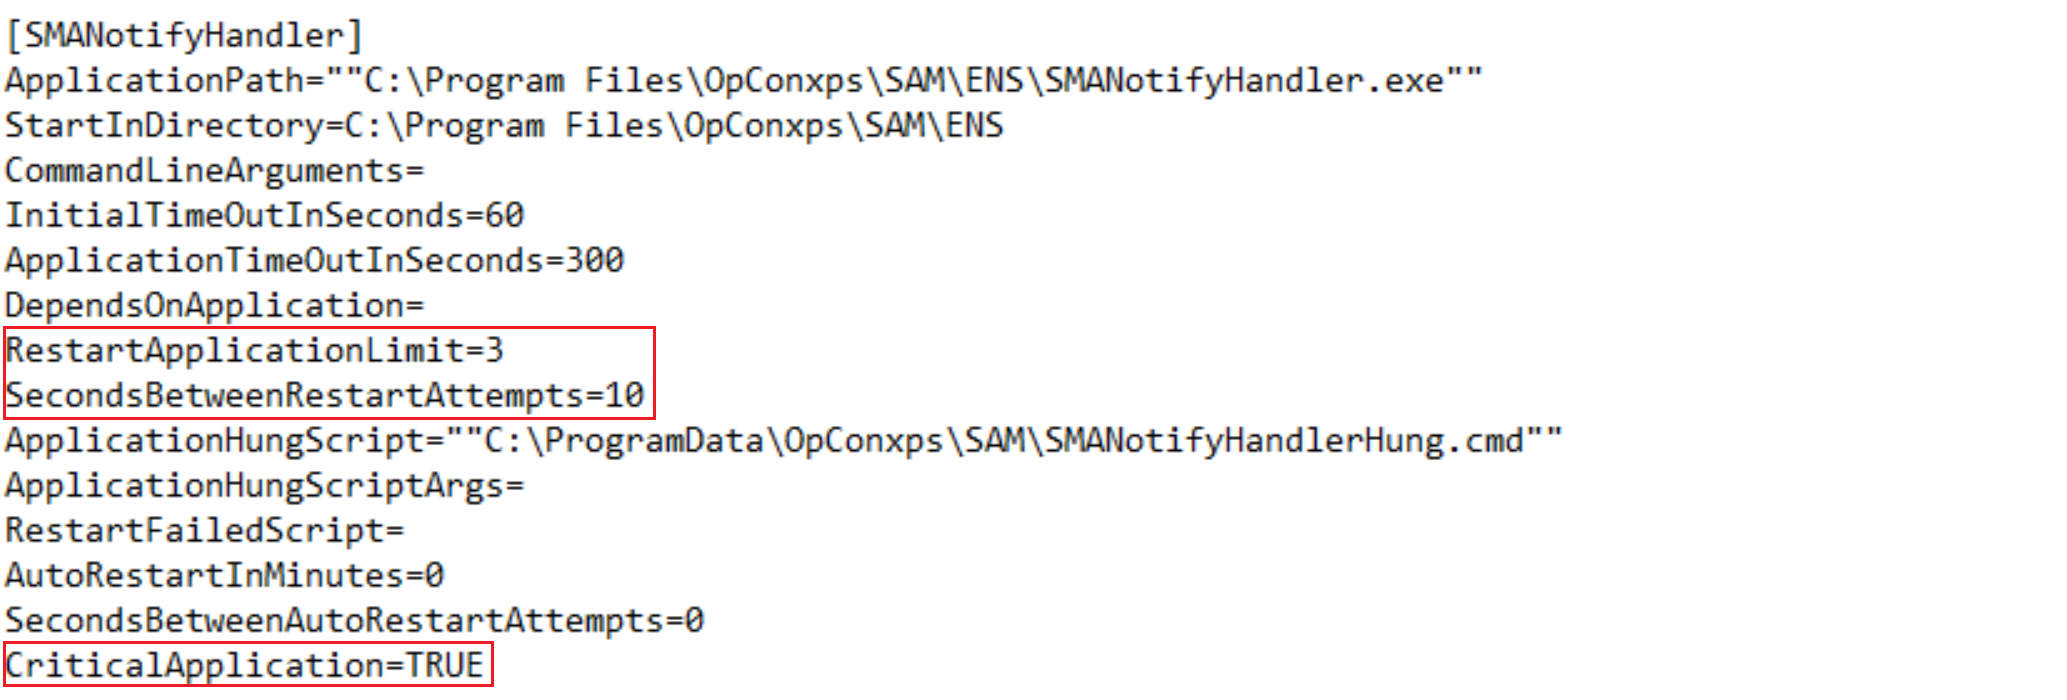 [SMANotifyHandler]
ApplicationPath=""C:\Program Files\OpConxps\SAM\ENS\SMANotifyHandler.exe""
StartInDirectory=C:\Program Files\OpConxps\SAM\ENS
CommandLineArguments=
InitialTimeOutInSeconds=60
ApplicationTimeOutInSeconds=300
DependsOnApplication=
RestartApplicationLimit=3
SecondsBetweenRestartAttempts=10
ApplicationHungScript=""C:\ProgramData\OpConxps\SAM\SMANotifyHandlerHung.cmd""
ApplicationHungScriptArgs=
RestartFailedScript=
AutoRestartInMinutes=0
SecondsBetweenAutoRestartAttempts=0
CriticalApplication=TRUE